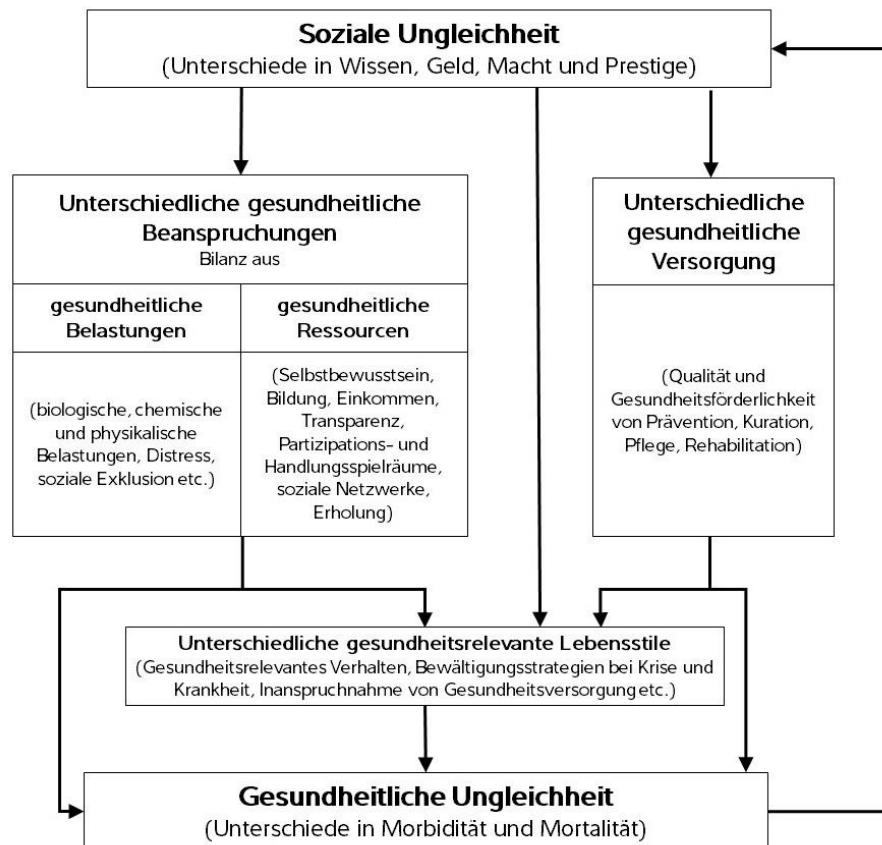 Soziale Ungleichheit
(Unterschiede in Wissen, Geld, Macht und Prestige)
Unterschiedliche gesundheitliche
Beanspruchungen
Bilanz aus
gesundheitliche
Belastungen
(biologische, chemische
und physikalische
Belastungen, Distress,
soziale Exklusion etc.)
gesundheitliche
Ressourcen
(Selbstbewusstsein,
Bildung, Einkommen,
Transparenz,
Partizipations- und
Handlungsspielräume,
soziale Netzwerke,
Erholung)
Unterschiedliche
gesundheitliche
Versorgung
(Qualität und
Gesundheitsförderlichkeit
von Prävention, Kuration,
Pflege, Rehabilitation)
Unterschiedliche gesundheitsrelevante Lebensstile
(Gesundheitsrelevantes Verhalten, Bewältigungsstrategien bei Krise und
Krankheit, Inanspruchnahme von Gesundheitsversorgung etc.)
Gesundheitliche Ungleichheit
(Unterschiede in Morbidität und Mortalität)